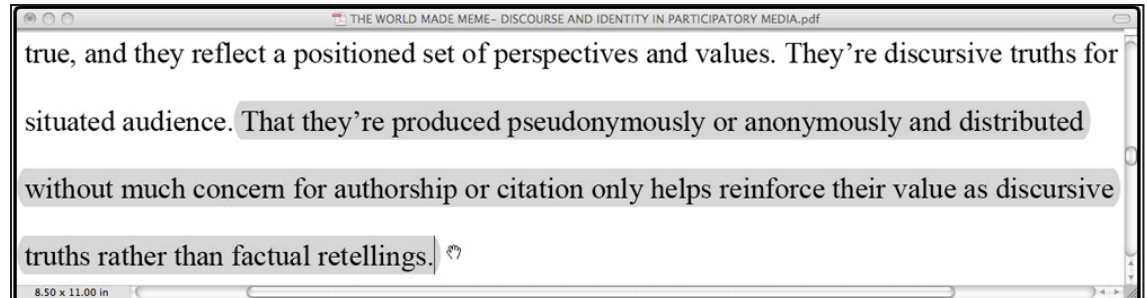 THE WORLD MADE MEME– DISCOURSE AND IDENTITY IN PARTICIPATORY MEDIA.pdf
true, and they reflect a positioned set of perspectives and values. They’re discursive truths for
situated audience. That they’re produced pseudonymously or anonymously and distributed
without much concern for authorship or citation only helps reinforce their value as discursive
truths rather than factual retellings.
8.50 x 11.00 in